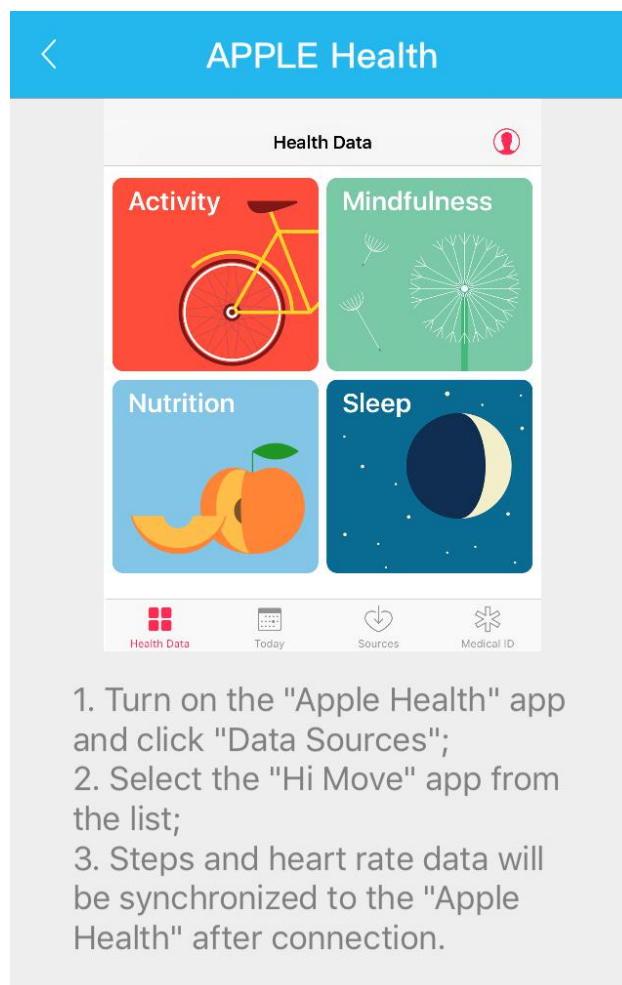 APPLE Health
Health Data
Activity
Mindfulness
Nutrition
Sleep
Health Data
Today
Sources
Medical ID
1. Turn on the "Apple Health" app
and click "Data Sources";
2. Select the "Hi Move" app from
the list;
3. Steps and heart rate data will
be synchronized to the "Apple
Health" after connection.